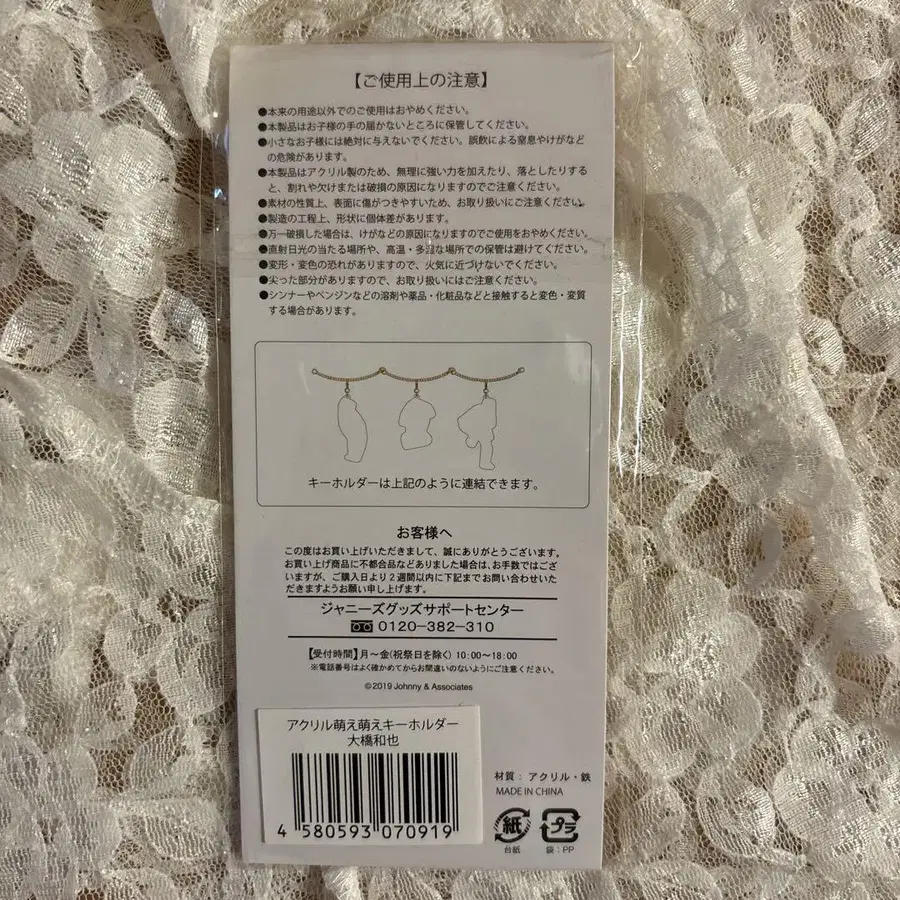 【ご使用上の注意】
●本来の用途以外でのご使用はおやめください。
●本製品はお子様の手の届かないところに保管してください。
●小さなお子様には絶対に与えないでください。誤飲による窒息やけがなど
の危険があります。
●本製品はアクリル製のため、無理に強い力を加えたり、落としたりする
と、割れや欠けまたは破損の原因になりますのでご注意ください。
●素材の性質上、表面に傷がつきやすいため、お取り扱いにご注意ください。
●製造の工程上、形状に個体差があります。
●万一破損した場合は、けがなどの原因になりますのでご使用をおやめください。
●直射日光の当たる場所や、高温・多湿な場所での保管は避けてください。
●変形・変色の恐れがありますので、火気に近づけないでください。
●尖った部分がありますので、お取り扱いにはご注意ください。
●シンナーやベンジンなどの溶剤や薬品・化粧品などと接触すると変色・変質
する場合があります。
キーホルダーは上記のように連結できます。
お客様へ
この度はお買い上げいただきまして、誠にありがとうございます。
お買い上げ商品に不都合品などありました場合は、お手数ではござ
いますが、ご購入日より2週間以内に下記までお問い合わせいた
だきますようお願い申し上げます。
ジャニーズグッズサポートセンター
0120-382-310
【受付時間】月～金(祝祭日を除く) 10:00～18:00
※電話番号はよく確かめてからお間違いのないようにご注意ください。
©2019 Johnny & Associates
アクリル萌え萌えキーホルダー
大橋和也
4 580593 070919
材質：アクリル・鉄
MADE IN CHINA
紙 プラ
台紙 袋：PP